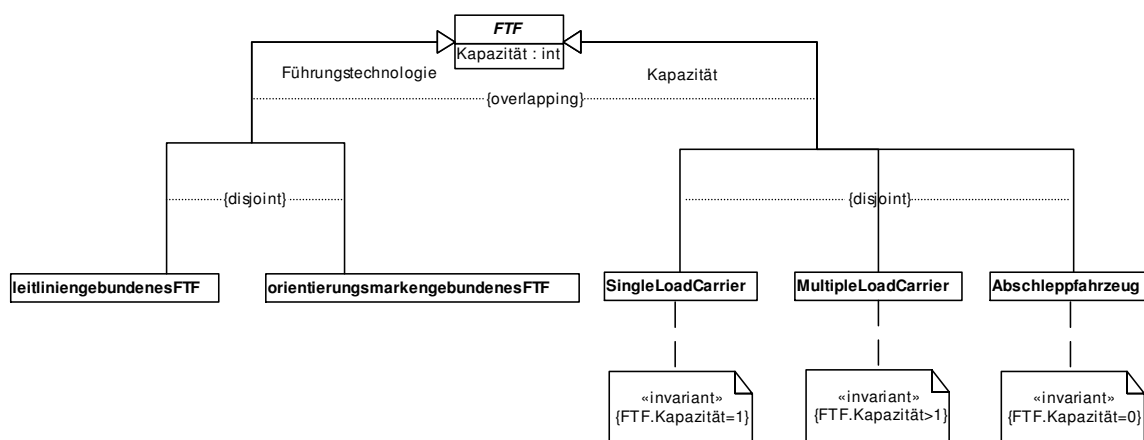 FTF
Kapazität : int
Führungstechnologie
Kapazität
{overlapping}
{disjoint}
{disjoint}
leitliniengebundenesFTF
orientierungsmarkengebundenesFTF
SingleLoadCarrier
MultipleLoadCarrier
Abschleppfahrzeug
«invariant»
{FTF.Kapazität=1}
«invariant»
{FTF.Kapazität>1}
«invariant»
{FTF.Kapazität=0}